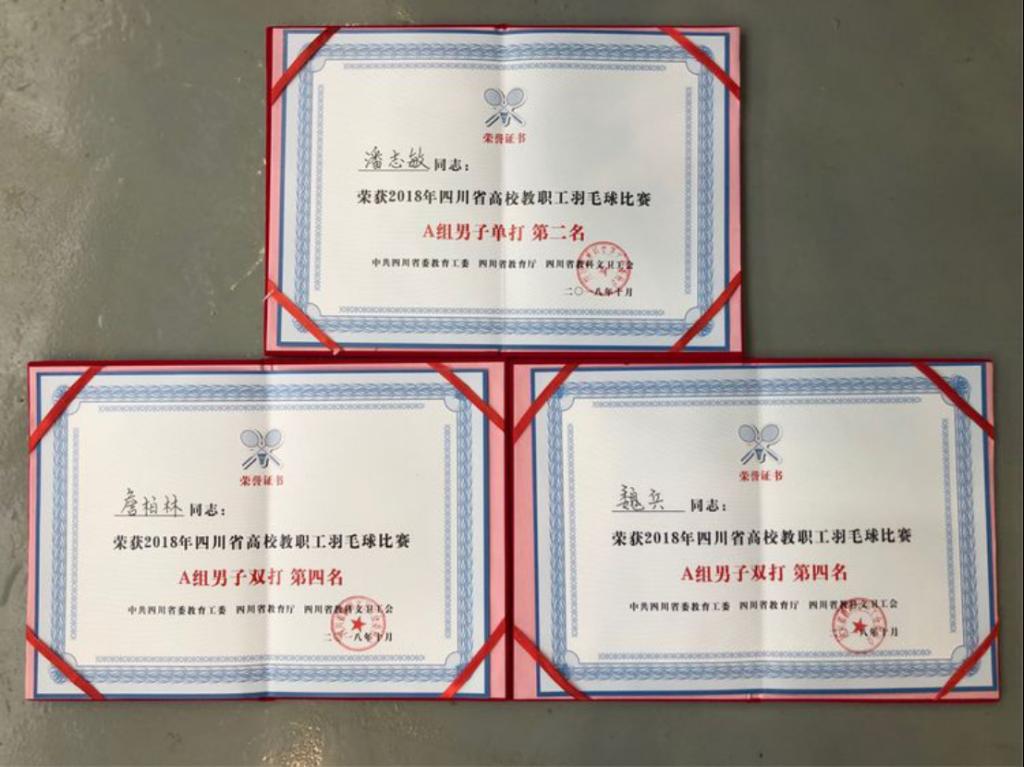 荣誉证书
潘志敏同志：
荣获2018年四川省高校教职工羽毛球比赛
A组男子单打 第二名
中共四川省委教育工委 四川省教育厅 四川省教科文卫工会
二〇一八年十月
荣誉证书
詹柏林同志：
荣获2018年四川省高校教职工羽毛球比赛
A组男子双打 第四名
中共四川省委教育工委 四川省教育厅 四川省教科文卫工会
二〇一八年十月
荣誉证书
魏兵同志：
荣获2018年四川省高校教职工羽毛球比赛
A组男子双打 第四名
中共四川省委教育工委 四川省教育厅 四川省教科文卫工会
二〇一八年十月